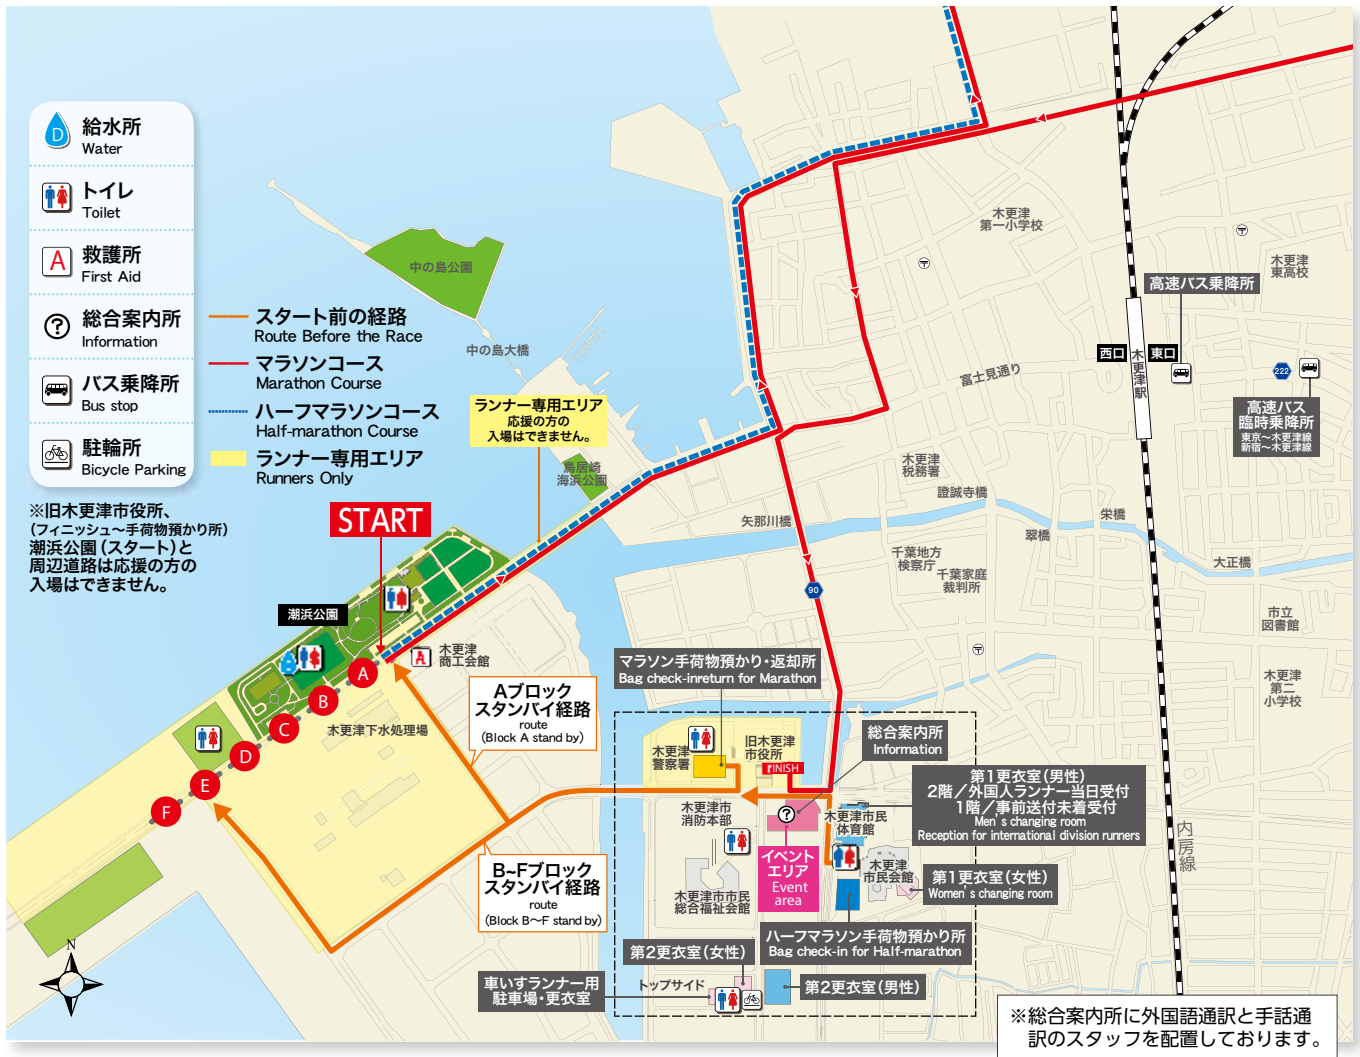 D
給水所
Water
トイレ
Toilet
A
救護所
First Aid
?
総合案内所
Information
バス乗降所
Bus stop
駐輪所
Bicycle Parking
スタート前の経路
Route Before the Race
マラソンコース
Marathon Course
ハーフマラソンコース
Half-marathon Course
ランナー専用エリア
Runners Only
※旧木更津市役所、
(フィニッシュ〜手荷物預かり所)
潮浜公園(スタート)と
周辺道路は応援の方の
入場はできません。
中の島公園
中の島大橋
ランナー専用エリア
応援の方の
入場はできません。
鳥居崎
海浜公園
START
潮浜公園
木更津
商工会館
A
A
B
C
D
E
F
木更津下水処理場
Aブロック
スタンバイ経路
route
(Block A stand by)
B~Fブロック
スタンバイ経路
route
(Block B〜F stand by)
木更津
第一小学校
木更津
東高校
高速バス乗降所
西口
木更津駅
東口
222
高速バス
臨時乗降所
東京〜木更津線
新宿〜木更津線
富士見通り
木更津
税務署
證誠寺橋
矢那川橋
栄橋
翠橋
大正橋
千葉地方
検察庁
千葉家庭
裁判所
90
市立
図書館
木更津
第二
小学校
内房線
マラソン手荷物預かり・返却所
Bag check-inreturn for Marathon
木更津
警察署
旧木更津
市役所
FINISH
総合案内所
Information
第1更衣室(男性)
2階/外国人ランナー当日受付
1階/事前送付未着受付
Men's changing room
Reception for international division runners
木更津市
消防本部
?
木更津市民
体育館
イベント
エリア
Event
area
木更津
市民会館
第1更衣室(女性)
Women's changing room
木更津市市民
総合福祉会館
ハーフマラソン手荷物預かり所
Bag check-in for Half-marathon
第2更衣室(女性)
車いすランナー用
駐車場・更衣室
トップサイド
第2更衣室(男性)
N
※総合案内所に外国語通訳と手話通
訳のスタッフを配置しております。